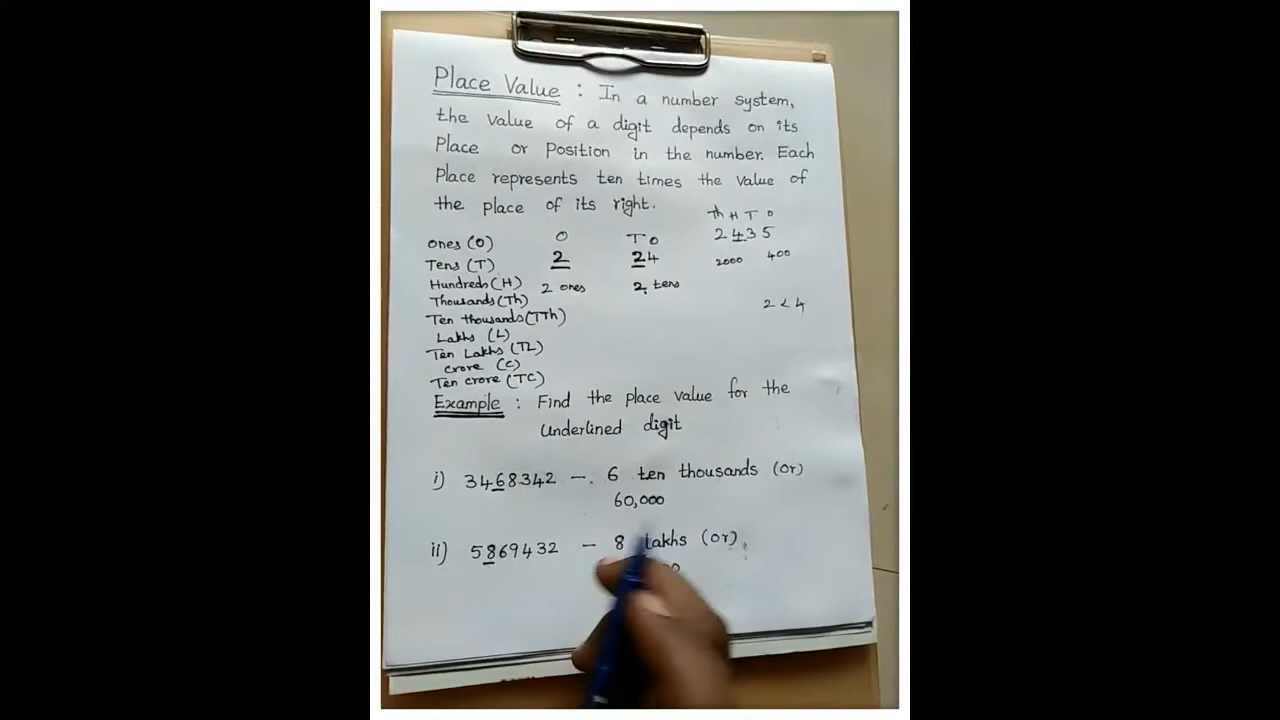 Place Value : In a number system,
the value of a digit depends on its
Place or Position in the number. Each
Place represents ten times the value of
the place of its right.
Th H T O
Ones (O) O T O 2435
Tens (T) 2 24 2000 400
Hundreds (H) 2 ones 2 tens
Thousands (Th) 2 < 4
Ten thousands (TTh)
Lakhs (L)
Ten Lakhs (TL)
crore (C)
Ten crore (TC)
Example : Find the place value for the
Underlined digit
i) 3468342 - 6 ten thousands (or)
60,000
ii) 5869432 - 8 Lakhs (or)